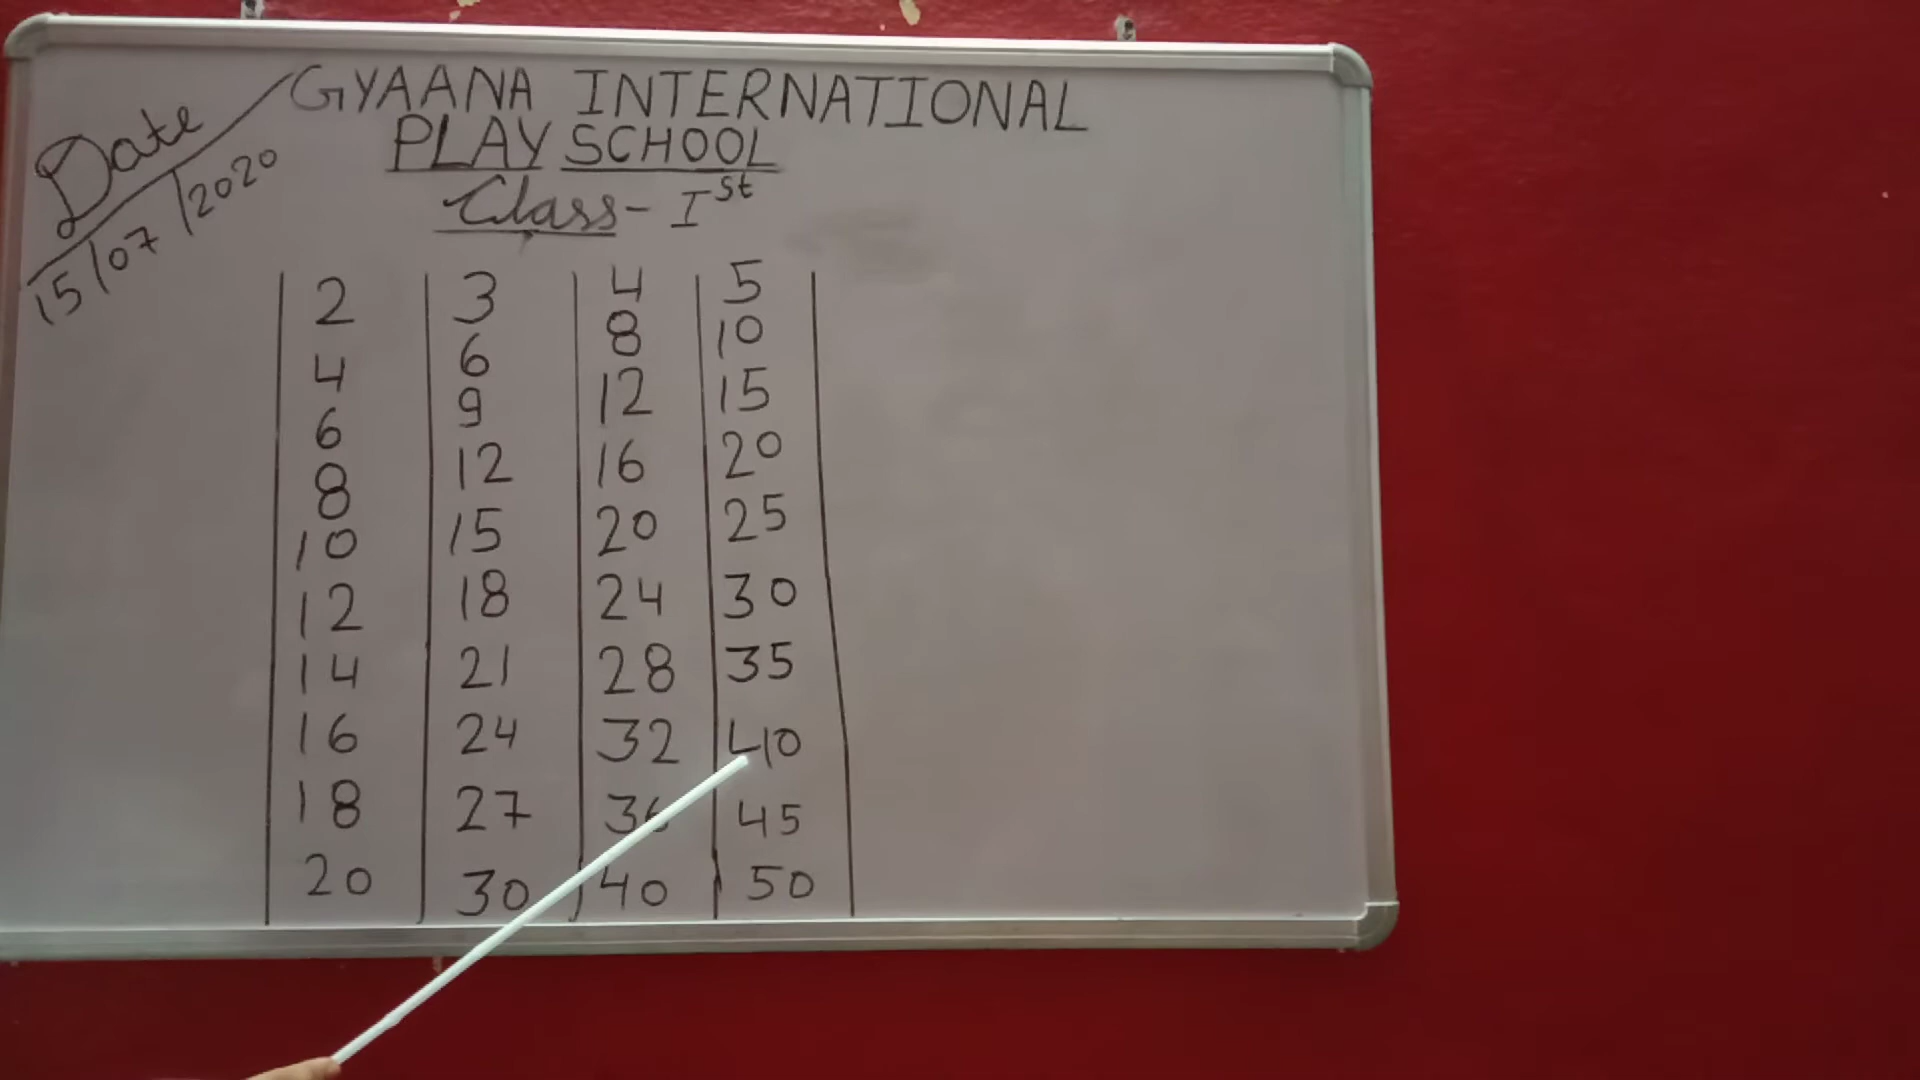 Date
15/07/2020
GYAANA INTERNATIONAL
PLAY SCHOOL
Class - Ist
2 3 4 5
4 6 8 10
6 9 12 15
8 12 16 20
10 15 20 25
12 18 24 30
14 21 28 35
16 24 32 40
18 27 36 45
20 30 40 50